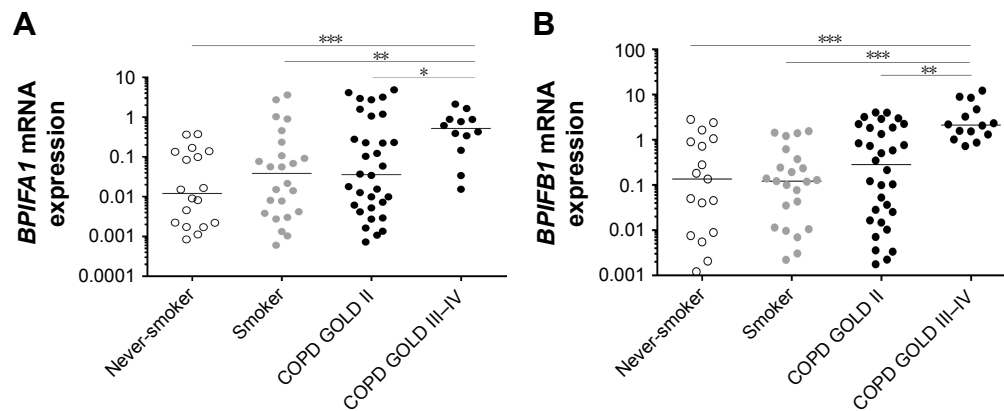 A
BPIFA1 mRNA
expression
***
**
*
10
1
0.1
0.01
0.001
0.0001
Never-smoker
Smoker
COPD GOLD II
COPD GOLD III–IV
B
BPIFB1 mRNA
expression
***
***
**
100
10
1
0.1
0.01
0.001
Never-smoker
Smoker
COPD GOLD II
COPD GOLD III–IV